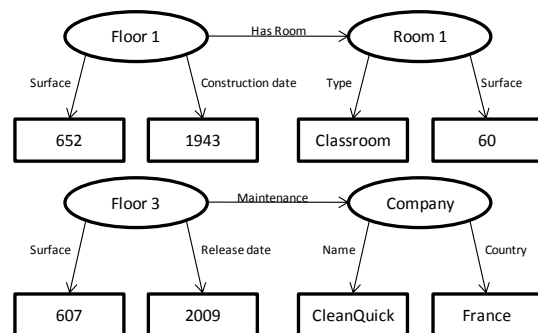 Floor 1
Has Room
Room 1
Surface
Construction date
Type
Surface
652
1943
Classroom
60
Floor 3
Maintenance
Company
Surface
Release date
Name
Country
607
2009
CleanQuick
France